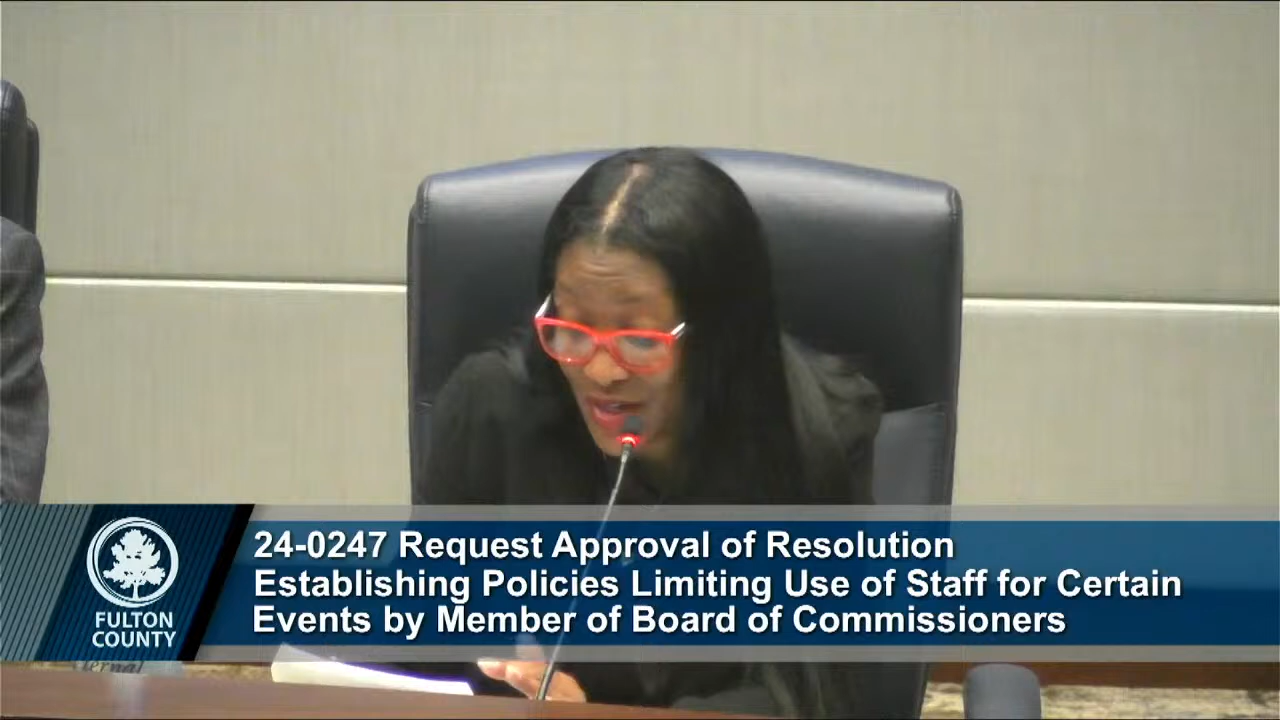 24-0247 Request Approval of Resolution
Establishing Policies Limiting Use of Staff for Certain
Events by Member of Board of Commissioners
FULTON
COUNTY